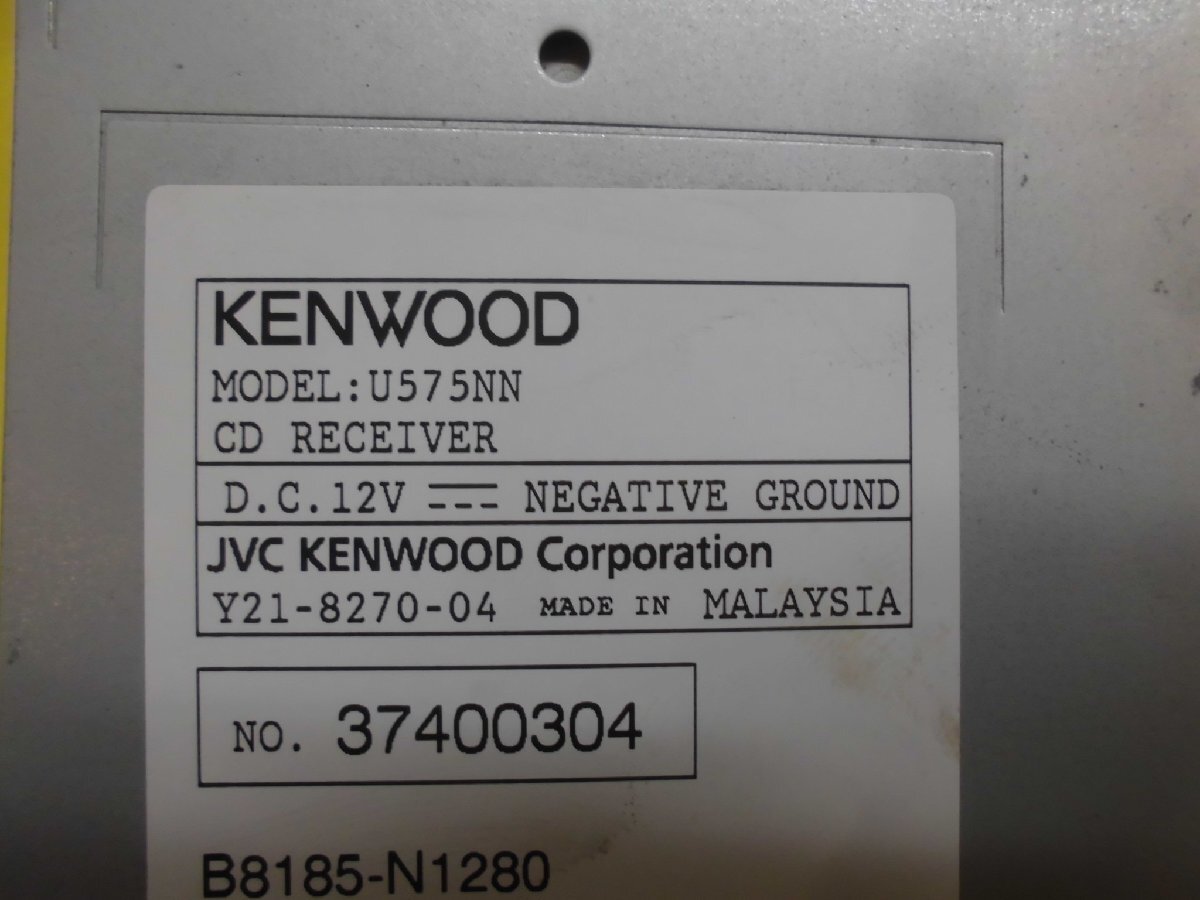 KENWOOD
MODEL:U575NN
CD RECEIVER
D.C.12V NEGATIVE GROUND
JVC KENWOOD Corporation
Y21-8270-04 MADE IN MALAYSIA
NO. 37400304
B8185-N1280